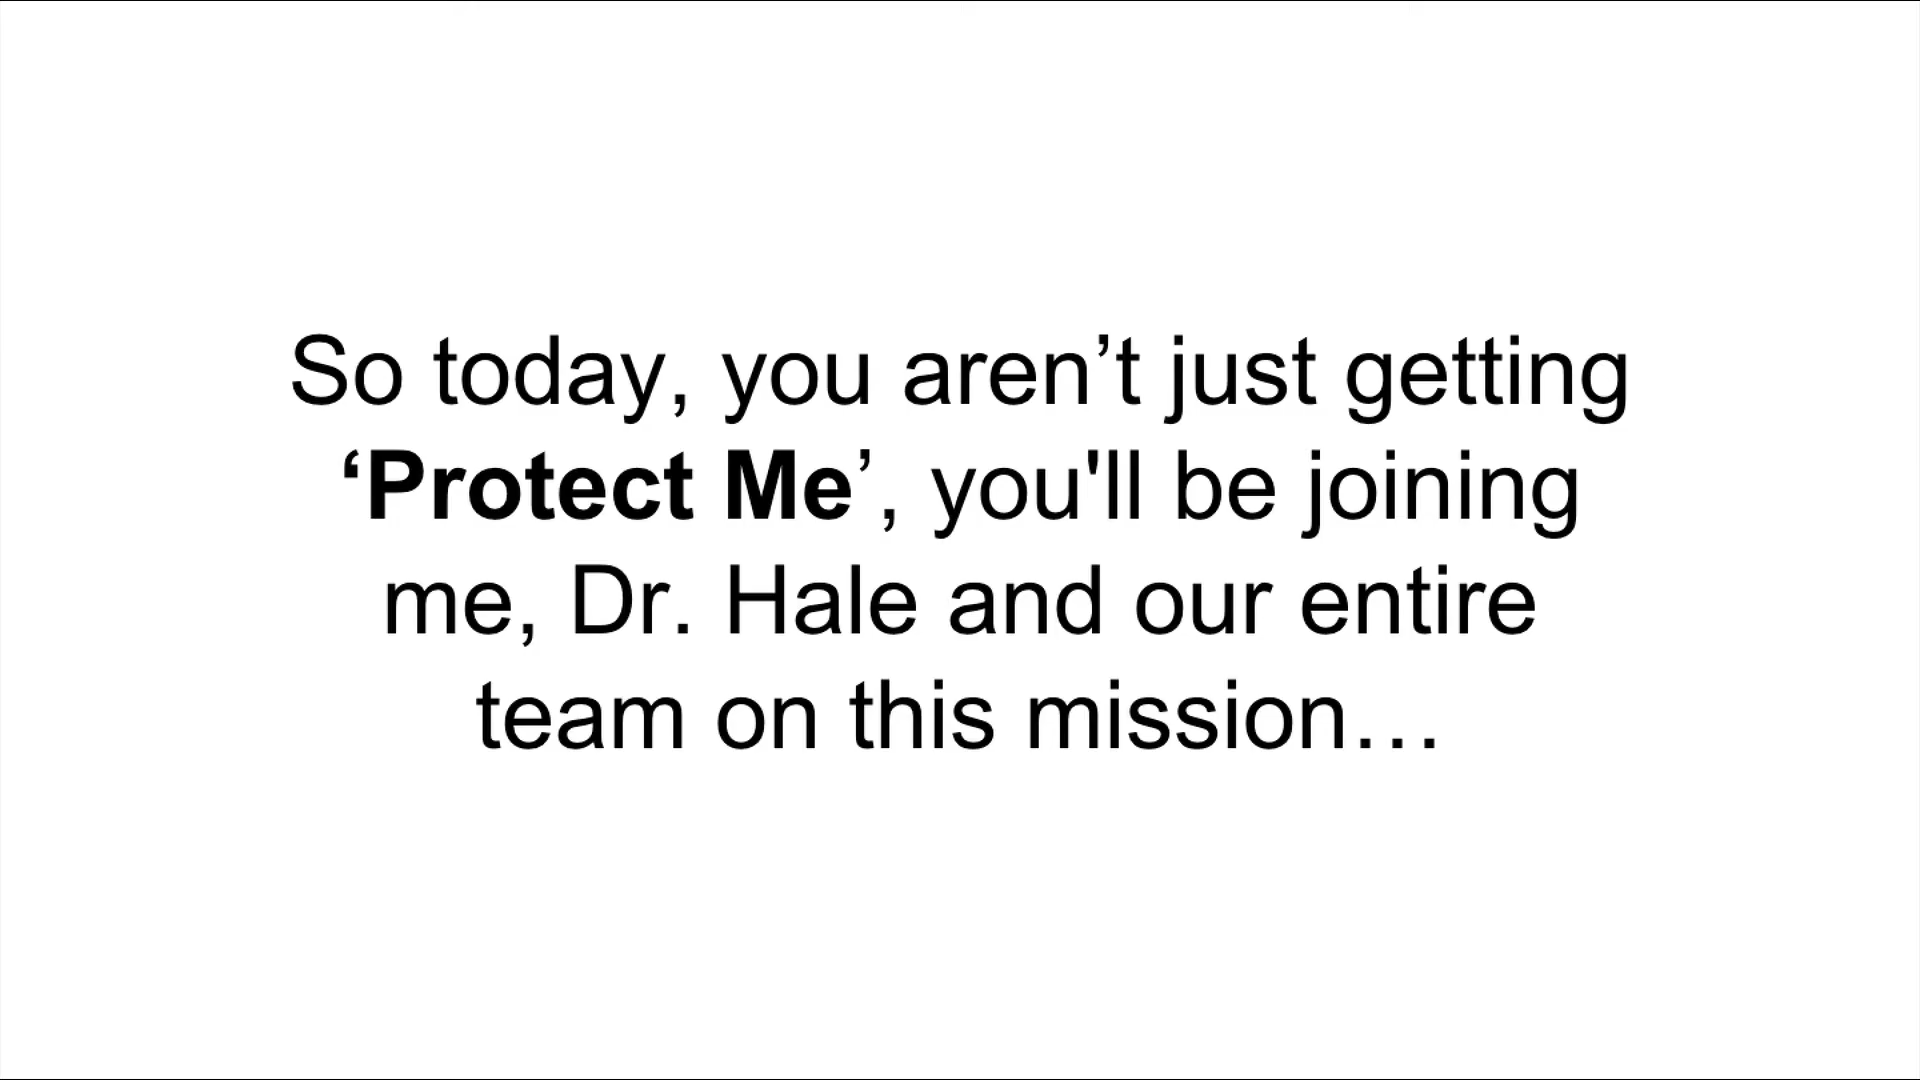 So today, you aren’t just getting
‘Protect Me’, you'll be joining
me, Dr. Hale and our entire
team on this mission…